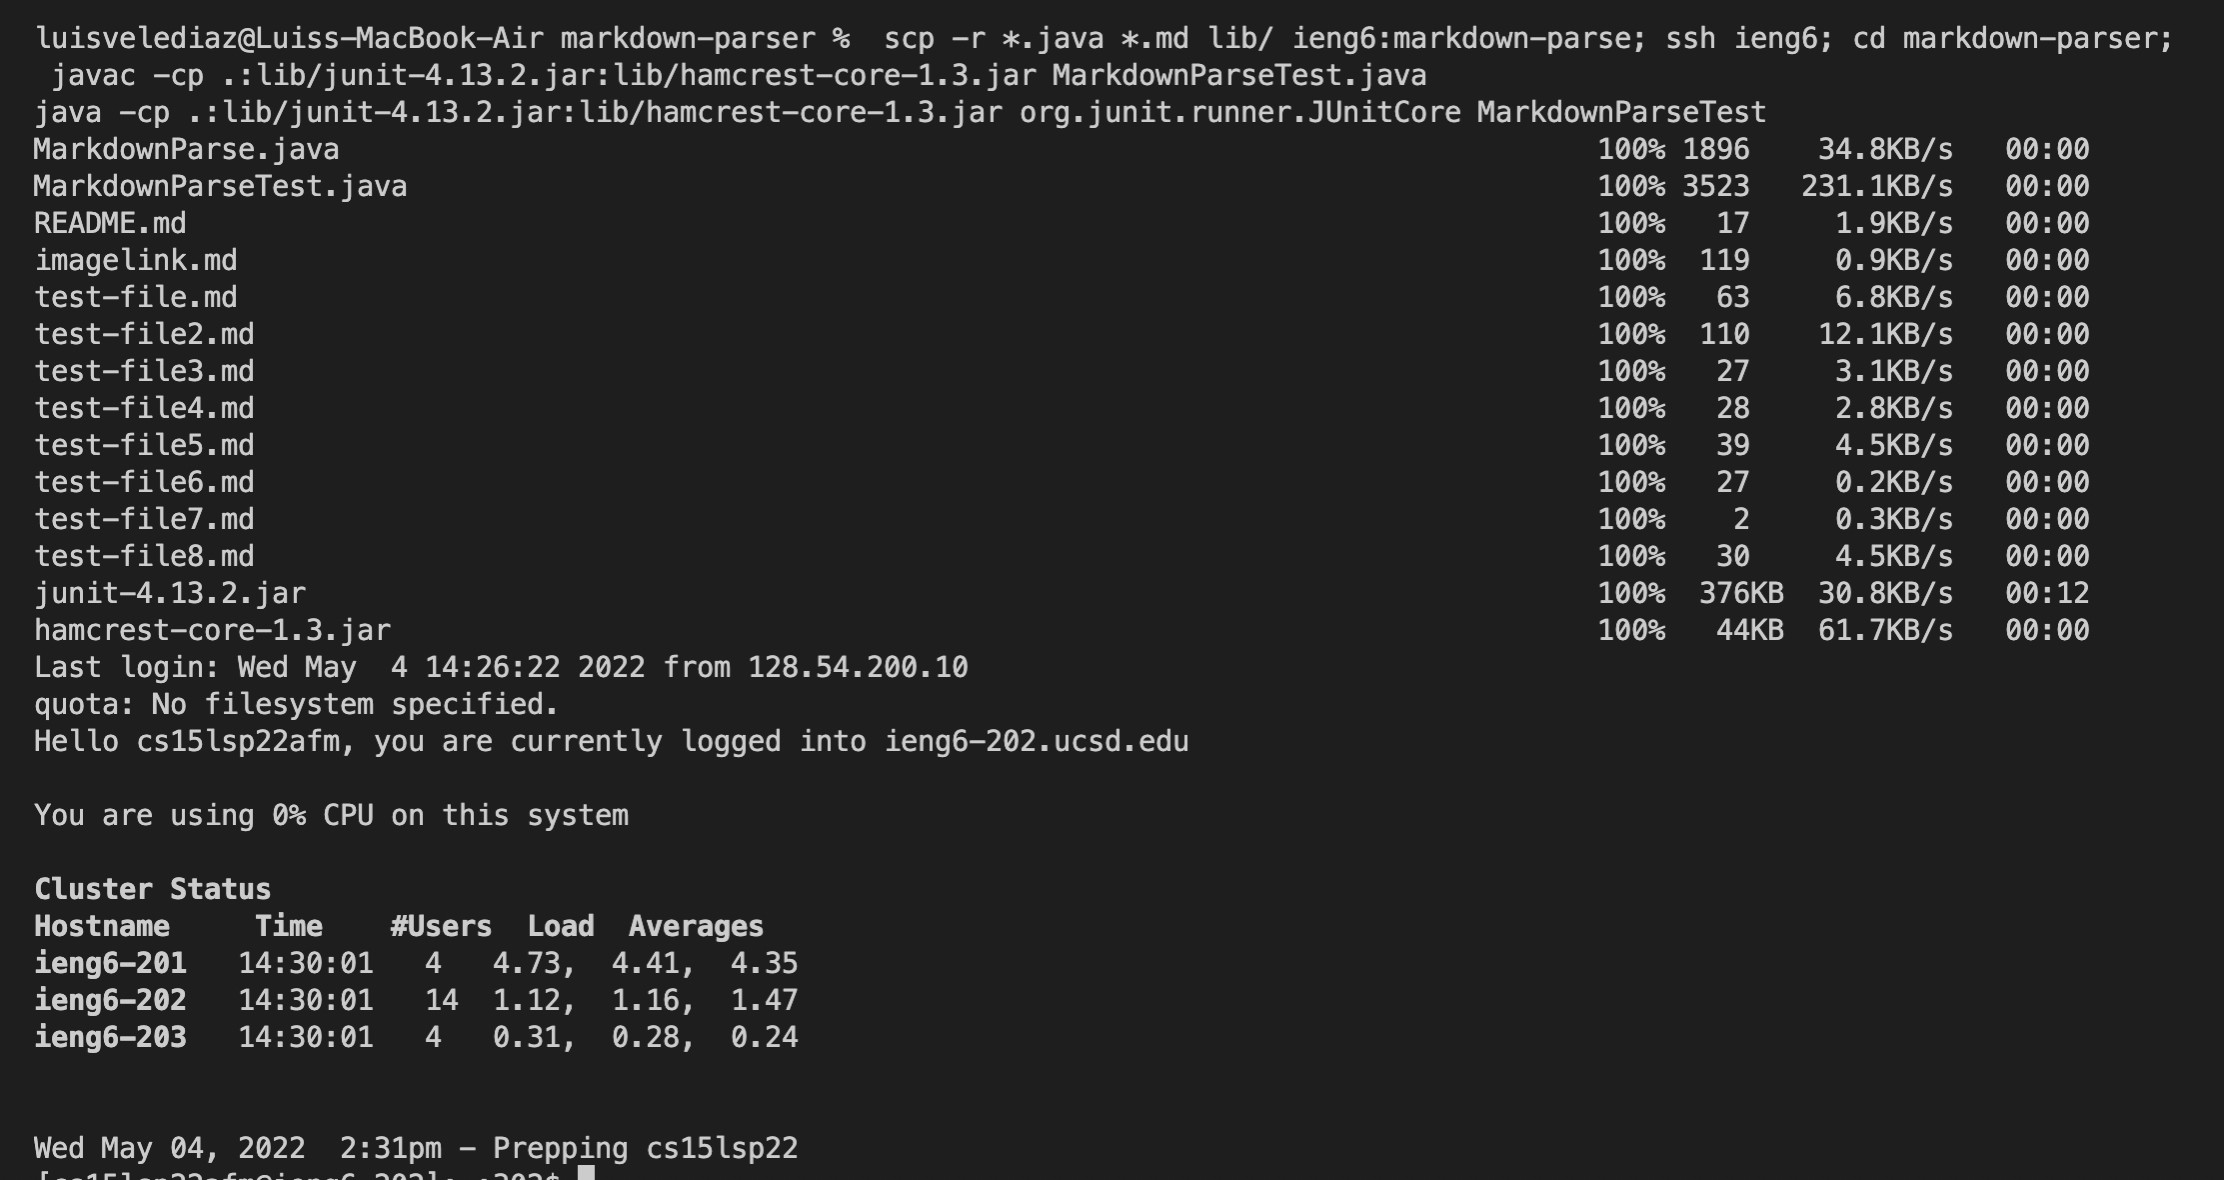 luisvelediaz@Luiss-MacBook-Air markdown-parser %  scp -r *.java *.md lib/ ieng6:markdown-parse; ssh ieng6; cd markdown-parser;
 javac -cp .:lib/junit-4.13.2.jar:lib/hamcrest-core-1.3.jar MarkdownParseTest.java
java -cp .:lib/junit-4.13.2.jar:lib/hamcrest-core-1.3.jar org.junit.runner.JUnitCore MarkdownParseTest
MarkdownParse.java 100% 1896 34.8KB/s 00:00
MarkdownParseTest.java 100% 3523 231.1KB/s 00:00
README.md 100% 17 1.9KB/s 00:00
imagelink.md 100% 119 0.9KB/s 00:00
test-file.md 100% 63 6.8KB/s 00:00
test-file2.md 100% 110 12.1KB/s 00:00
test-file3.md 100% 27 3.1KB/s 00:00
test-file4.md 100% 28 2.8KB/s 00:00
test-file5.md 100% 39 4.5KB/s 00:00
test-file6.md 100% 27 0.2KB/s 00:00
test-file7.md 100% 2 0.3KB/s 00:00
test-file8.md 100% 30 4.5KB/s 00:00
junit-4.13.2.jar 100% 376KB 30.8KB/s 00:12
hamcrest-core-1.3.jar 100% 44KB 61.7KB/s 00:00
Last login: Wed May  4 14:26:22 2022 from 128.54.200.10
quota: No filesystem specified.
Hello cs15lsp22afm, you are currently logged into ieng6-202.ucsd.edu
You are using 0% CPU on this system
Cluster Status
Hostname     Time    #Users  Load  Averages
ieng6-201   14:30:01   4   4.73,  4.41,  4.35
ieng6-202   14:30:01   14  1.12,  1.16,  1.47
ieng6-203   14:30:01   4   0.31,  0.28,  0.24
Wed May 04, 2022  2:31pm - Prepping cs15lsp22